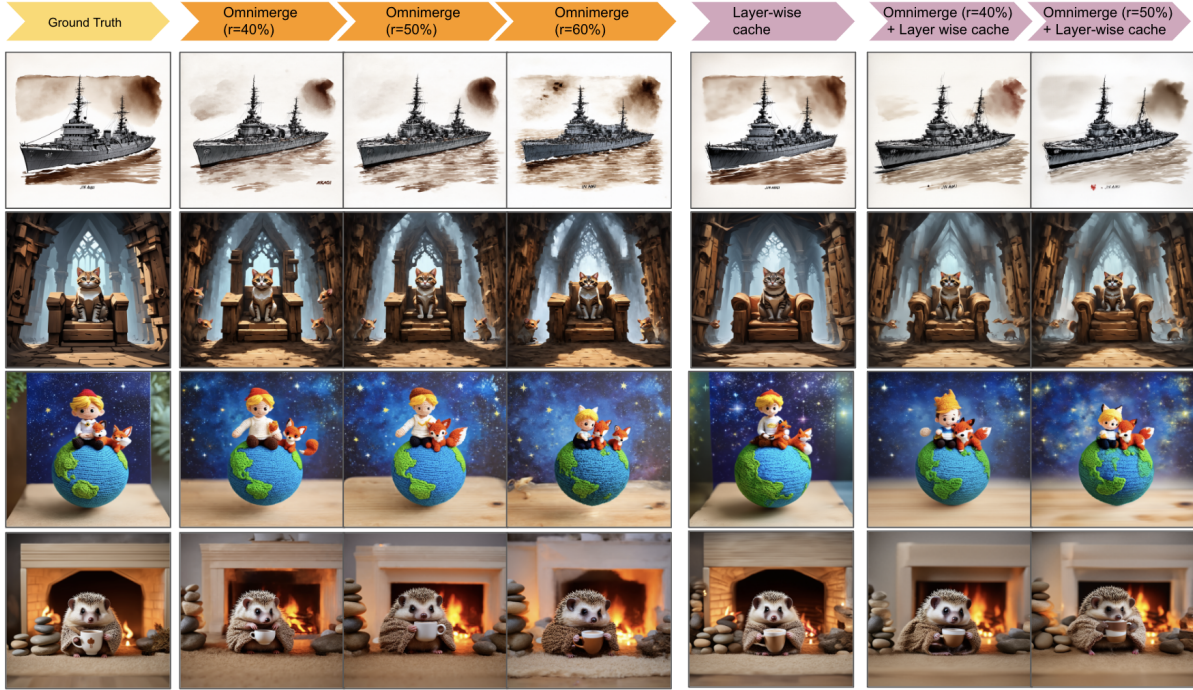 Ground Truth
Omnimerge
(r=40%)
Omnimerge
(r=50%)
Omnimerge
(r=60%)
Layer-wise
cache
Omnimerge (r=40%)
+ Layer wise cache
Omnimerge (r=50%)
+ Layer-wise cache